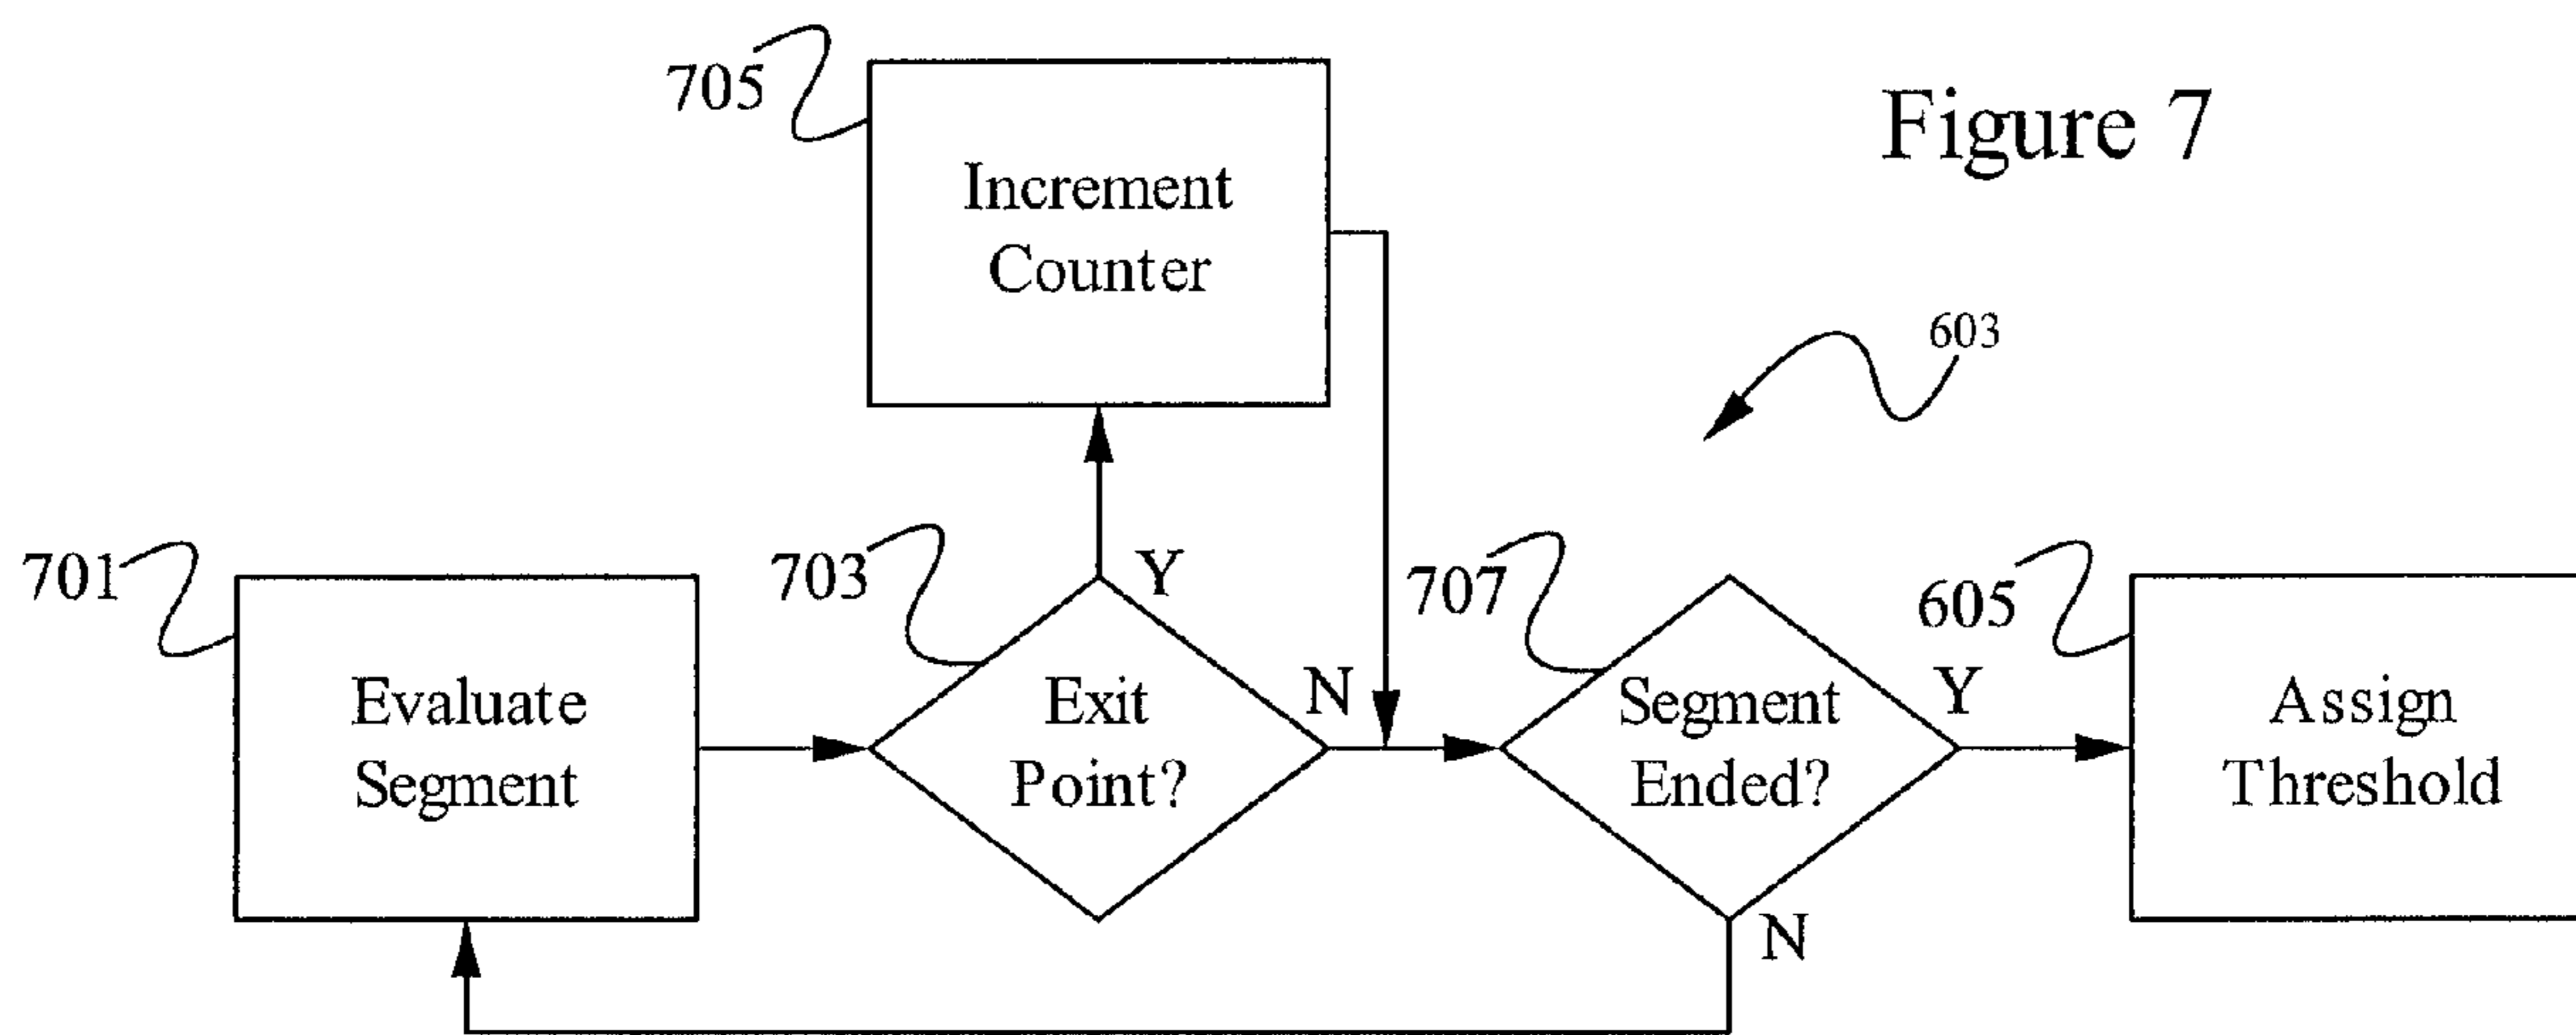 Figure 7
705
Increment
Counter
603
701
Evaluate
Segment
703
Y
Exit
Point?
N
707
Segment
Ended?
Y
N
605
Assign
Threshold